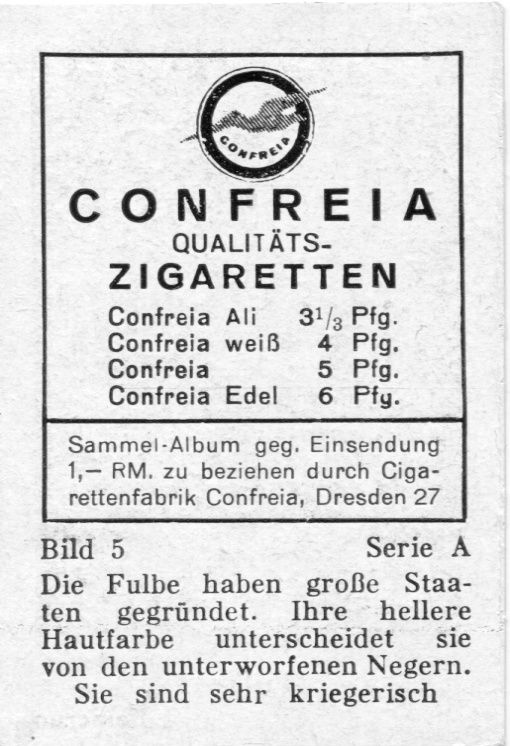 CONFREIA
CONFREIA
QUALITÄTS-
ZIGARETTEN
Confreia Ali 3 1/3 Pfg.
Confreia weiß 4 Pfg.
Confreia 5 Pfg.
Confreia Edel 6 Pfg.
Sammel-Album geg. Einsendung
1,— RM. zu beziehen durch Ciga-
rettenfabrik Confreia, Dresden 27
Bild 5 Serie A
Die Fulbe haben große Staa-
ten gegründet. Ihre hellere
Hautfarbe unterscheidet sie
von den unterworfenen Negern.
Sie sind sehr kriegerisch